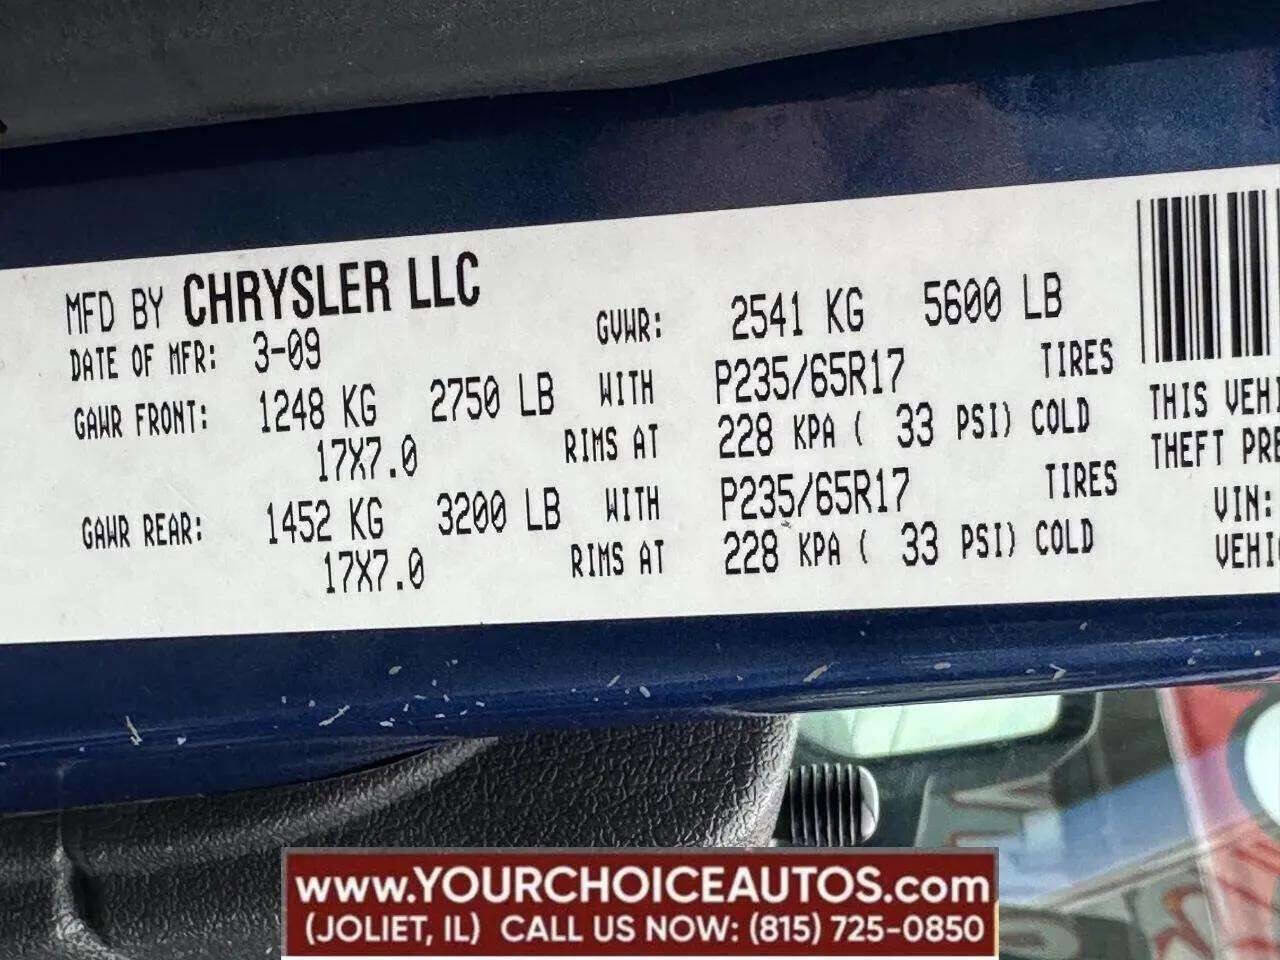 MFD BY CHRYSLER LLC
DATE OF MFR: 3-09
GVWR: 2541 KG 5600 LB
GAWR FRONT: 1248 KG 2750 LB WITH P235/65R17 TIRES
17X7.0 RIMS AT 228 KPA ( 33 PSI) COLD
GAWR REAR: 1452 KG 3200 LB WITH P235/65R17 TIRES
17X7.0 RIMS AT 228 KPA ( 33 PSI) COLD
THIS VEHI
THEFT PRE
VIN:
VEHI
www.YOURCHOICEAUTOS.com
(JOLIET, IL) CALL US NOW: (815) 725-0850